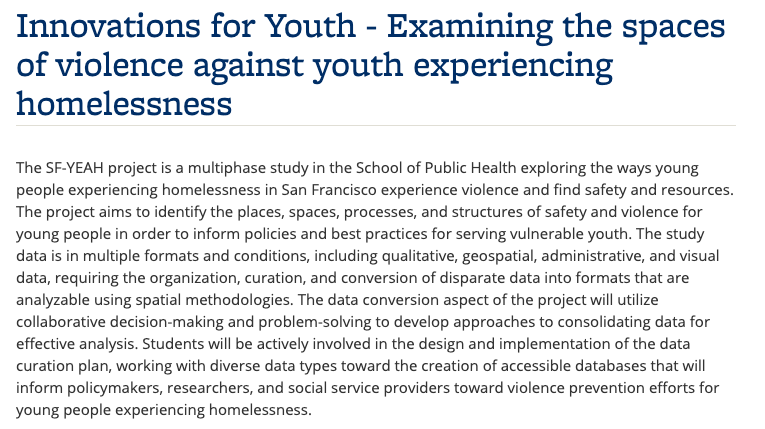 Innovations for Youth - Examining the spaces
of violence against youth experiencing
homelessness
The SF-YEAH project is a multiphase study in the School of Public Health exploring the ways young
people experiencing homelessness in San Francisco experience violence and find safety and resources.
The project aims to identify the places, spaces, processes, and structures of safety and violence for
young people in order to inform policies and best practices for serving vulnerable youth. The study
data is in multiple formats and conditions, including qualitative, geospatial, administrative, and visual
data, requiring the organization, curation, and conversion of disparate data into formats that are
analyzable using spatial methodologies. The data conversion aspect of the project will utilize
collaborative decision-making and problem-solving to develop approaches to consolidating data for
effective analysis. Students will be actively involved in the design and implementation of the data
curation plan, working with diverse data types toward the creation of accessible databases that will
inform policymakers, researchers, and social service providers toward violence prevention efforts for
young people experiencing homelessness.